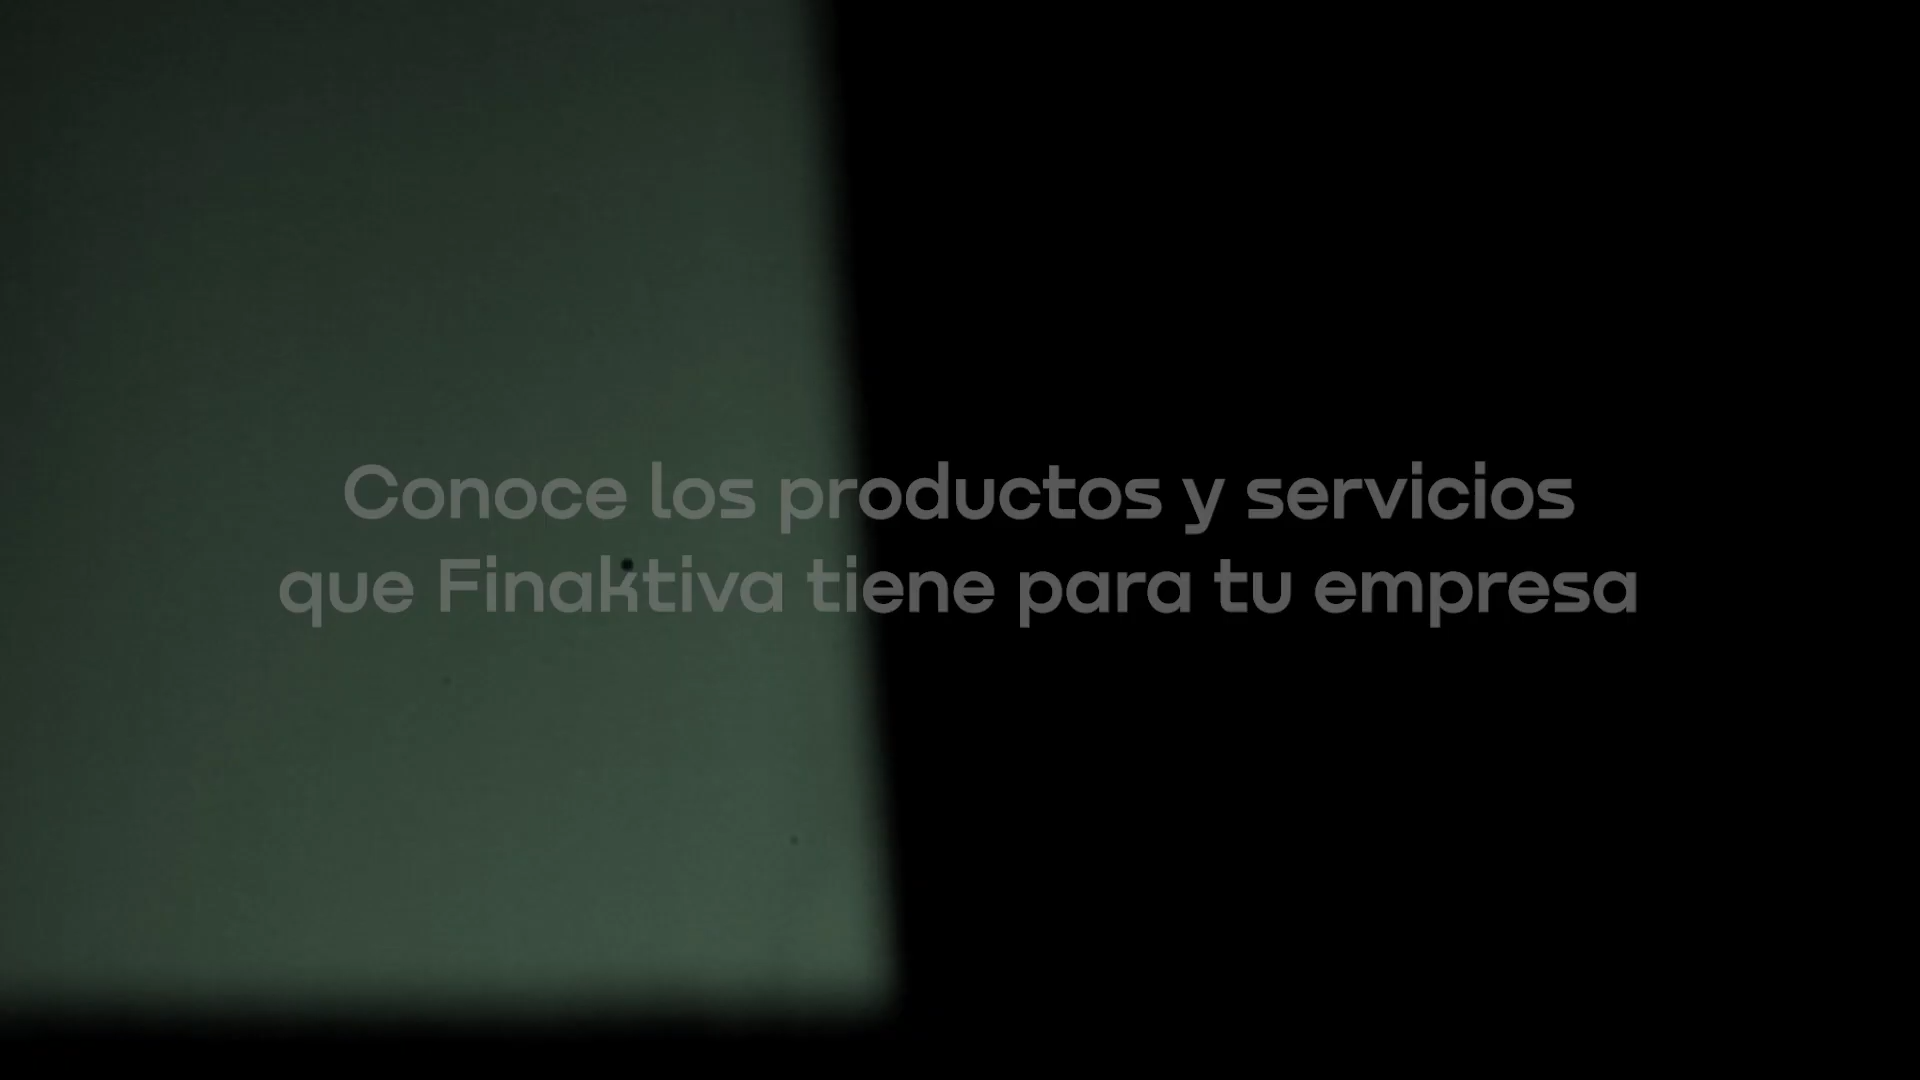 Conoce los productos y servicios
que Finaktiva tiene para tu empresa